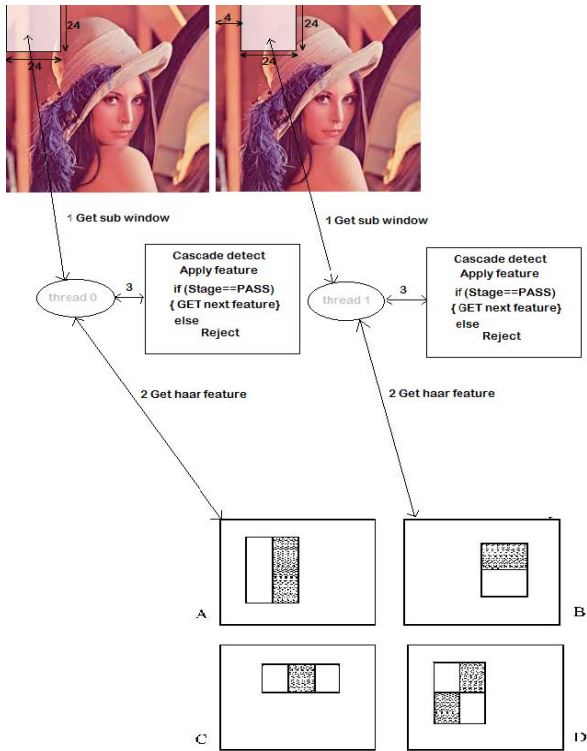 24
24
4
24
24
1 Get sub window
1 Get sub window
thread 0
3
Cascade detect
Apply feature
if (Stage==PASS)
{ GET next feature}
else
Reject
thread 1
3
Cascade detect
Apply feature
if (Stage==PASS)
{ GET next feature}
else
Reject
2 Get haar feature
2 Get haar feature
A
B
C
D